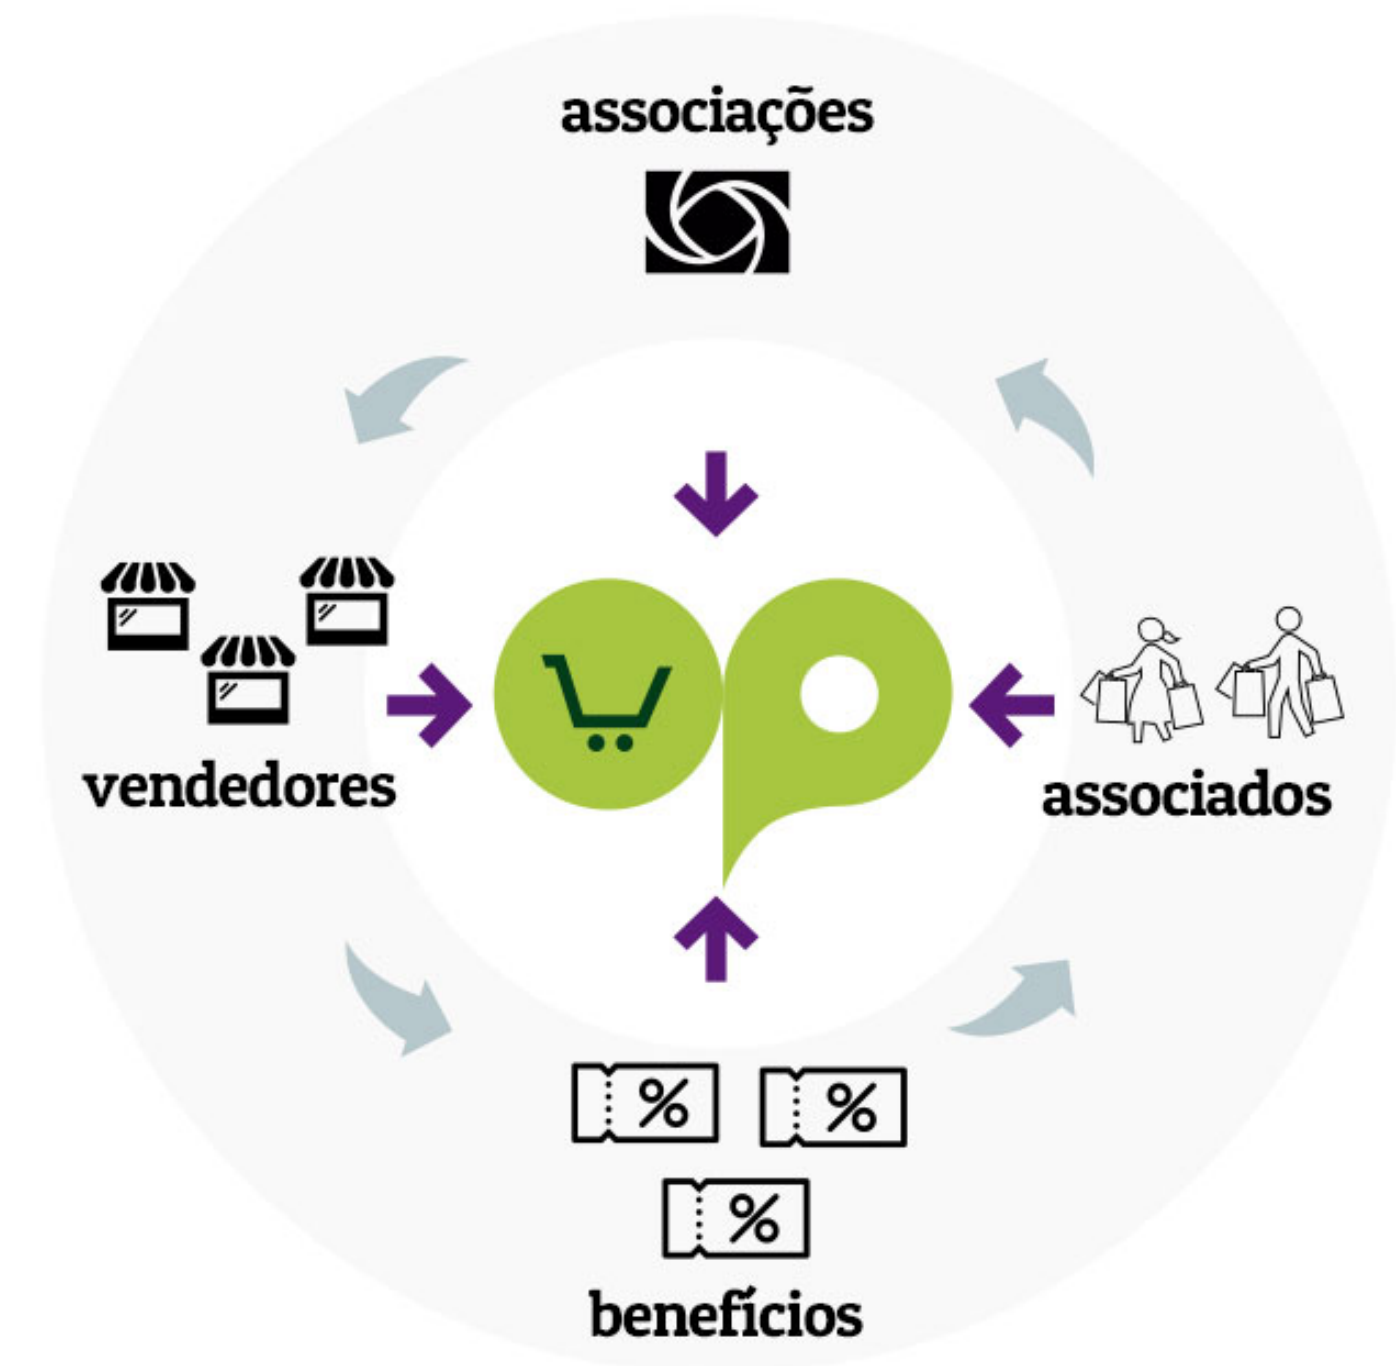 associações
vendedores
associados
%
%
%
benefícios